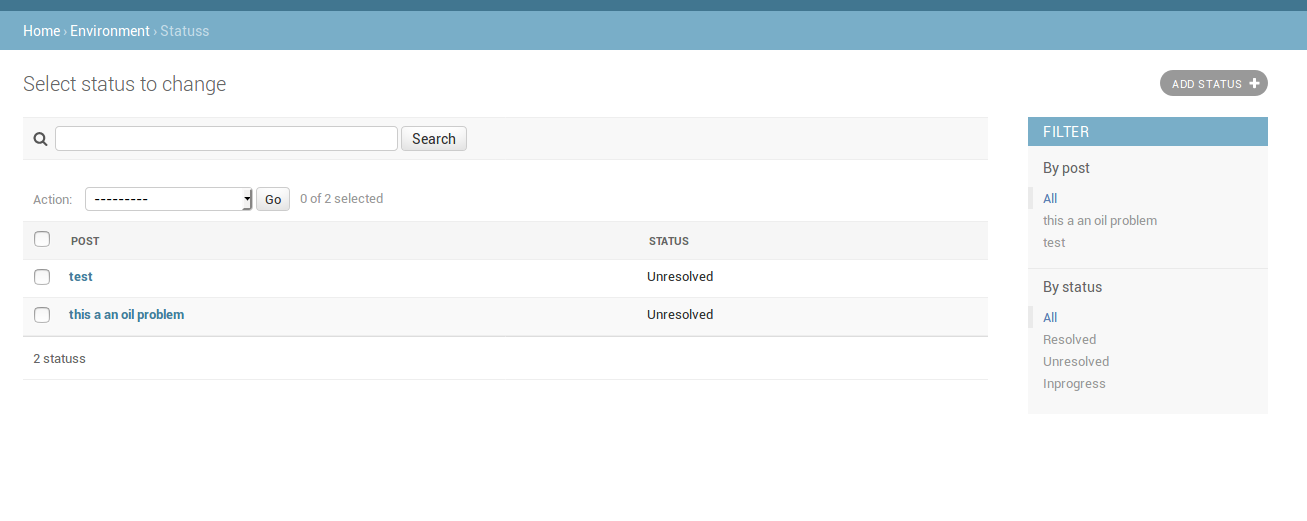 Home › Environment › Statuss
Select status to change
ADD STATUS
Search
Action: --------- Go 0 of 2 selected
POST STATUS
test Unresolved
this a an oil problem Unresolved
2 statuss
FILTER
By post
All
this a an oil problem
test
By status
All
Resolved
Unresolved
Inprogress